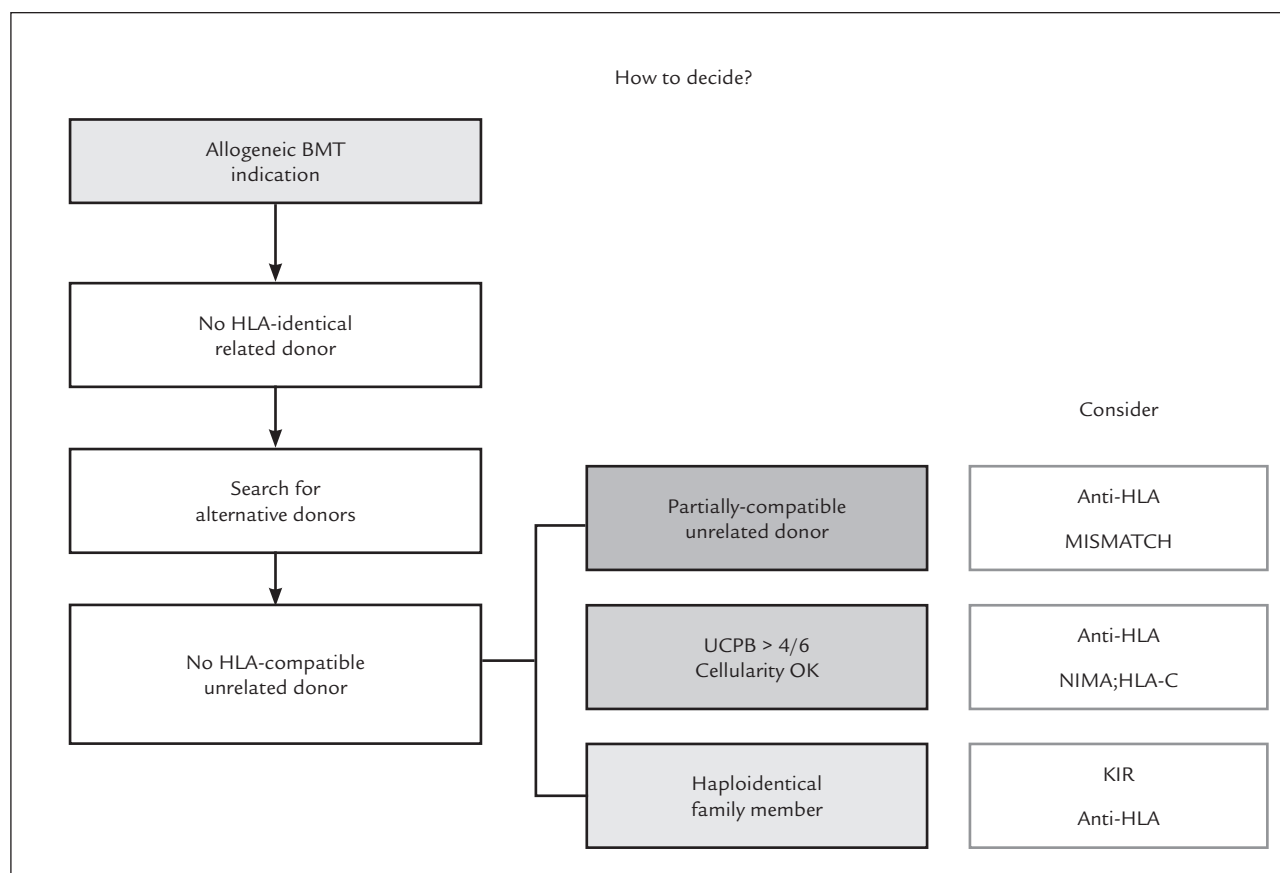 How to decide?
Allogeneic BMT
indication
No HLA-identical
related donor
Search for
alternative donors
No HLA-compatible
unrelated donor
Consider
Partially-compatible
unrelated donor
Anti-HLA
MISMATCH
UCPB > 4/6
Cellularity OK
Anti-HLA
NIMA;HLA-C
Haploidentical
family member
KIR
Anti-HLA